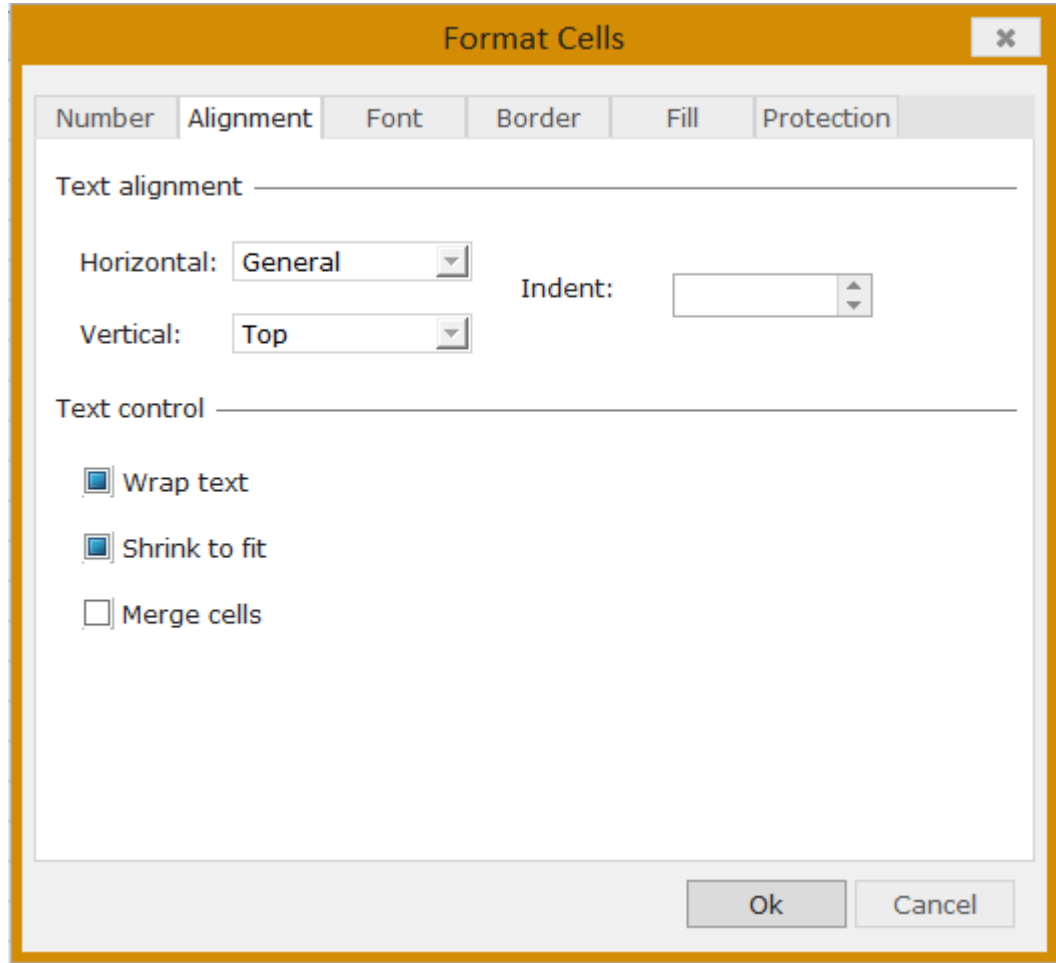 Format Cells
Number Alignment Font Border Fill Protection
Text alignment
Horizontal: General
Indent:
Vertical: Top
Text control
Wrap text
Shrink to fit
Merge cells
Ok Cancel